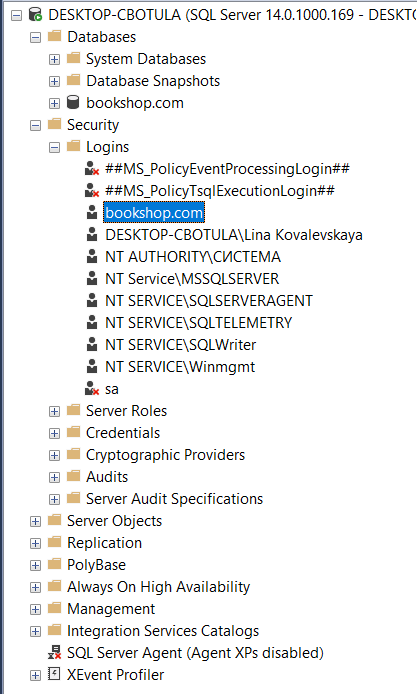 DESKTOP-CBOTULA (SQL Server 14.0.1000.169 - DESKT
Databases
System Databases
Database Snapshots
bookshop.com
Security
Logins
##MS_PolicyEventProcessingLogin##
##MS_PolicyTsqlExecutionLogin##
bookshop.com
DESKTOP-CBOTULA\Lina Kovalevskaya
NT AUTHORITY\СИСТЕМА
NT Service\MSSQLSERVER
NT SERVICE\SQLSERVERAGENT
NT SERVICE\SQLTELEMETRY
NT SERVICE\SQLWriter
NT SERVICE\Winmgmt
sa
Server Roles
Credentials
Cryptographic Providers
Audits
Server Audit Specifications
Server Objects
Replication
PolyBase
Always On High Availability
Management
Integration Services Catalogs
SQL Server Agent (Agent XPs disabled)
XEvent Profiler